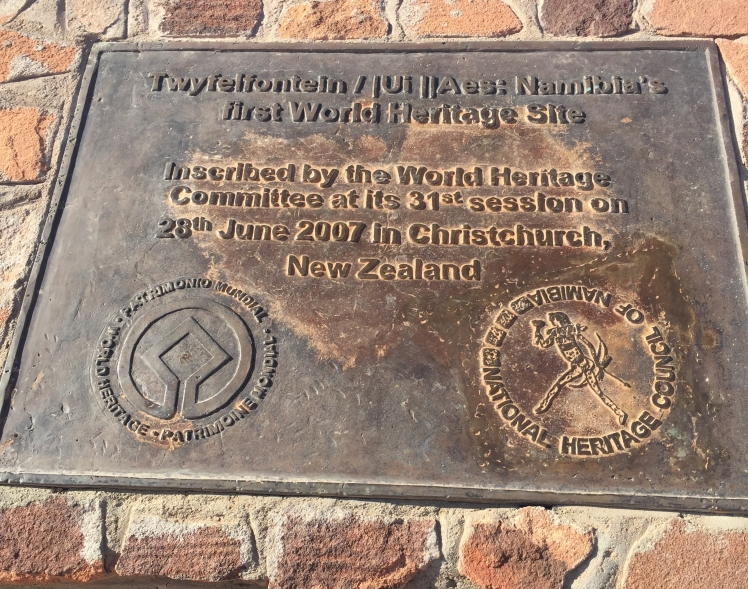 Twyfelfontein / |Ui ||Aes: Namibia's
first World Heritage Site
Inscribed by the World Heritage
Committee at its 31st session on
28th June 2007 in Christchurch,
New Zealand
WORLD HERITAGE • PATRIMOINE MONDIAL • PATRIMONIO MUNDIAL •
NATIONAL HERITAGE COUNCIL OF NAMIBIA